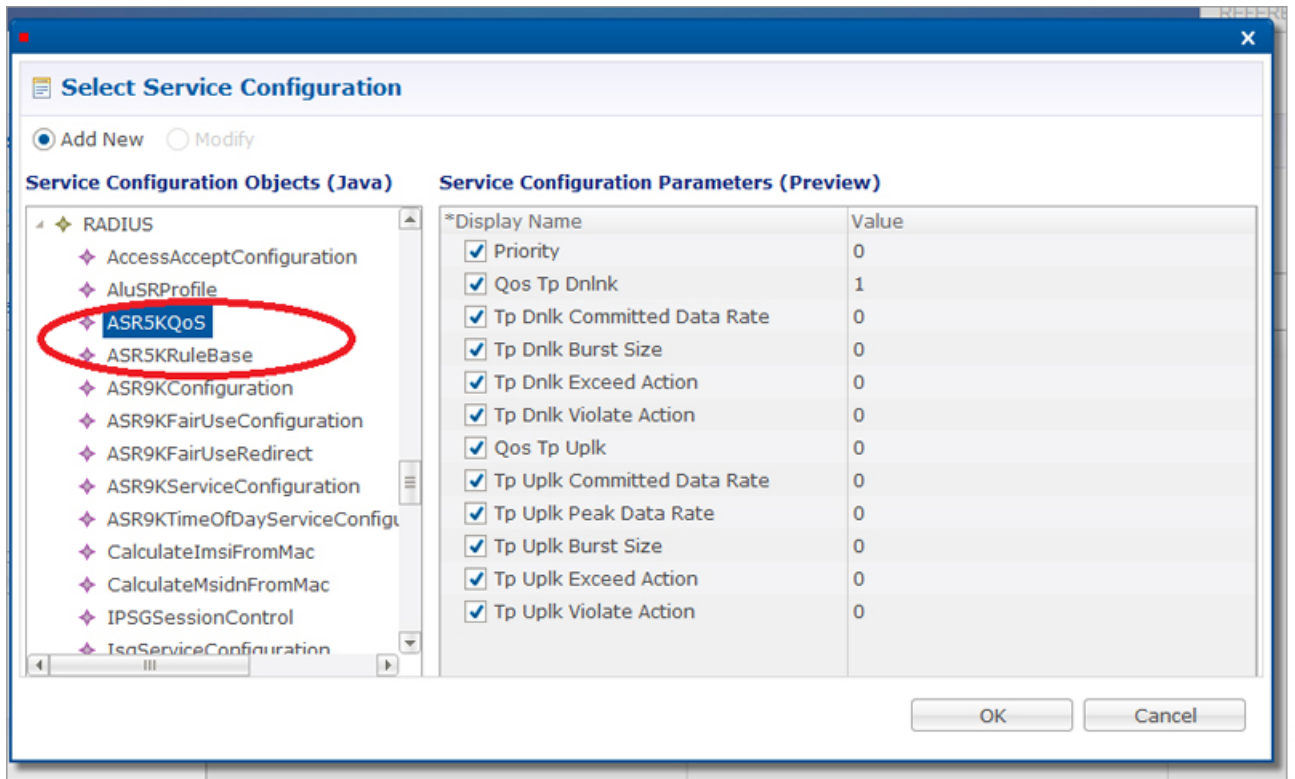 Select Service Configuration
Add New Modify
Service Configuration Objects (Java)
RADIUS
AccessAcceptConfiguration
AluSRProfile
ASR5KQoS
ASR5KRuleBase
ASR9KConfiguration
ASR9KFairUseConfiguration
ASR9KFairUseRedirect
ASR9KServiceConfiguration
ASR9KTimeOfDayServiceConfigu
CalculateImsiFromMac
CalculateMsidnFromMac
IPSGSessionControl
IsgServiceConfiguration
Service Configuration Parameters (Preview)
*Display Name Value
Priority 0
Qos Tp Dnlnk 1
Tp Dnlk Committed Data Rate 0
Tp Dnlk Burst Size 0
Tp Dnlk Exceed Action 0
Tp Dnlk Violate Action 0
Qos Tp Uplk 0
Tp Uplk Committed Data Rate 0
Tp Uplk Peak Data Rate 0
Tp Uplk Burst Size 0
Tp Uplk Exceed Action 0
Tp Uplk Violate Action 0
OK Cancel